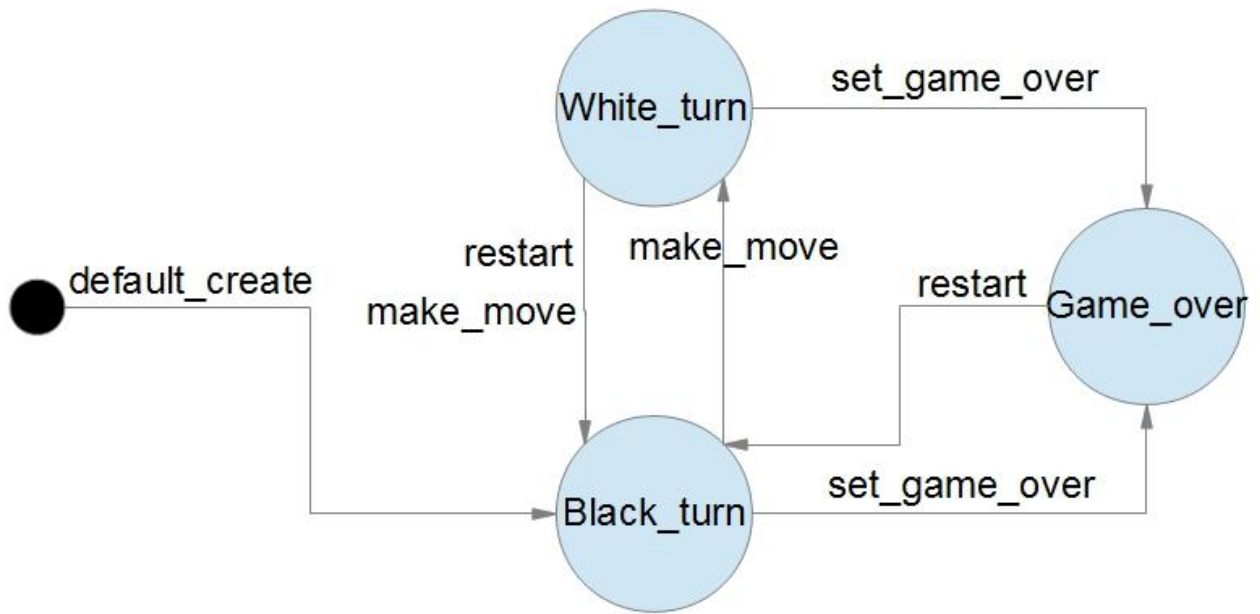 set_game_over
White_turn
restart
make_move
default_create
restart
make_move
Game_over
set_game_over
Black_turn